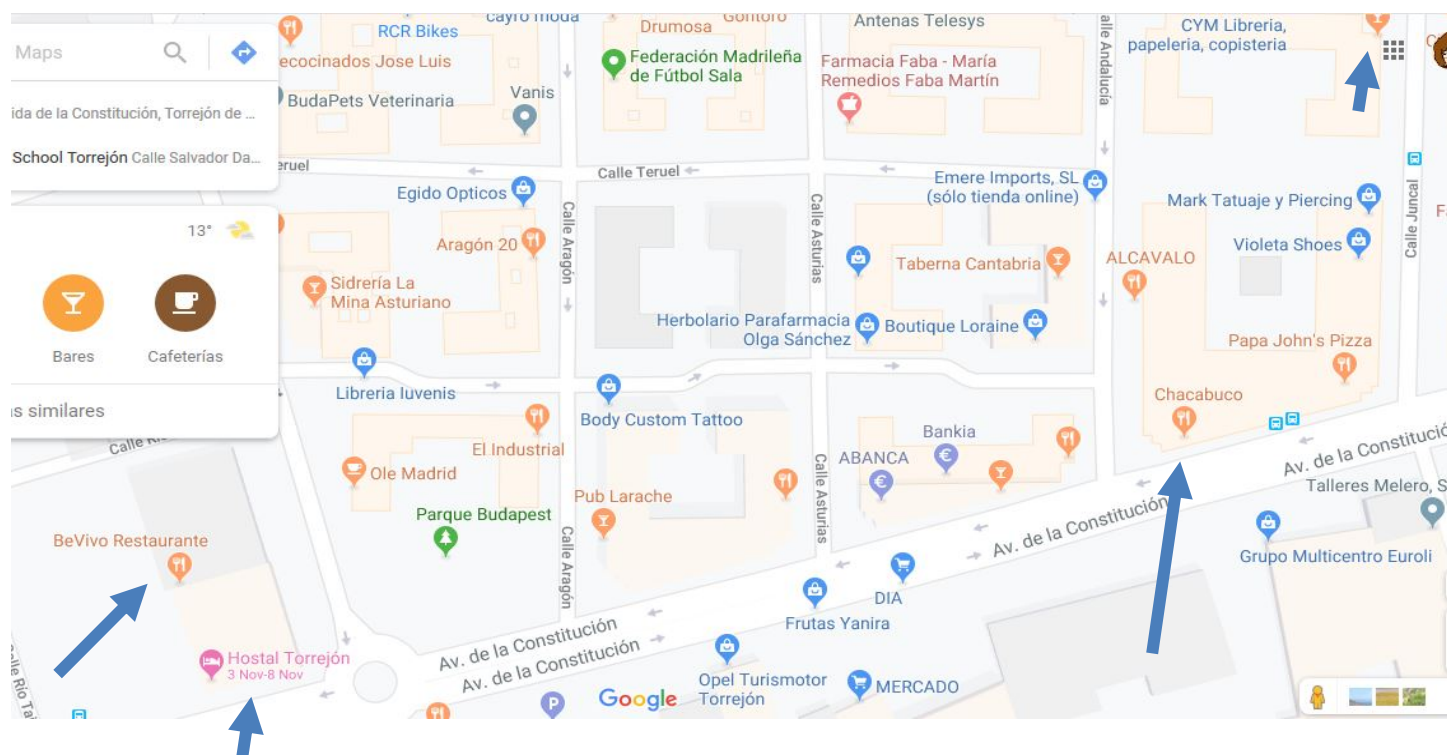 Maps
ida de la Constitución, Torrejón de ...
School Torrejón Calle Salvador Da...
13°
Bares
Cafeterías
as similares
cayro moda
RCR Bikes
ecocinados Jose Luis
BudaPets Veterinaria
Vanis
Drumosa
Gontoro
Federación Madrileña
de Fútbol Sala
Antenas Telesys
Farmacia Faba - María
Remedios Faba Martín
alle Andalucía
CYM Libreria,
papeleria, copisteria
eruel
Calle Teruel
Egido Opticos
Emere Imports, SL
(sólo tienda online)
Mark Tatuaje y Piercing
Calle Juncal
Calle Aragón
Calle Asturias
Aragón 20
Violeta Shoes
Taberna Cantabria
ALCAVALO
Sidrería La
Mina Asturiano
Herbolario Parafarmacia
Olga Sánchez
Boutique Loraine
Papa John's Pizza
Libreria Iuvenis
Body Custom Tattoo
Chacabuco
El Industrial
Bankia
ABANCA
Av. de la Constitució
Calle Asturias
Ole Madrid
Talleres Melero, S
Pub Larache
Parque Budapest
Av. de la Constitución
BeVivo Restaurante
Calle Aragón
Grupo Multicentro Euroli
DIA
Frutas Yanira
Av. de la Constitución
Av. de la Constitución
Hostal Torrejón
3 Nov-8 Nov
Opel Turismotor
Torrejón
MERCADO
P
Google